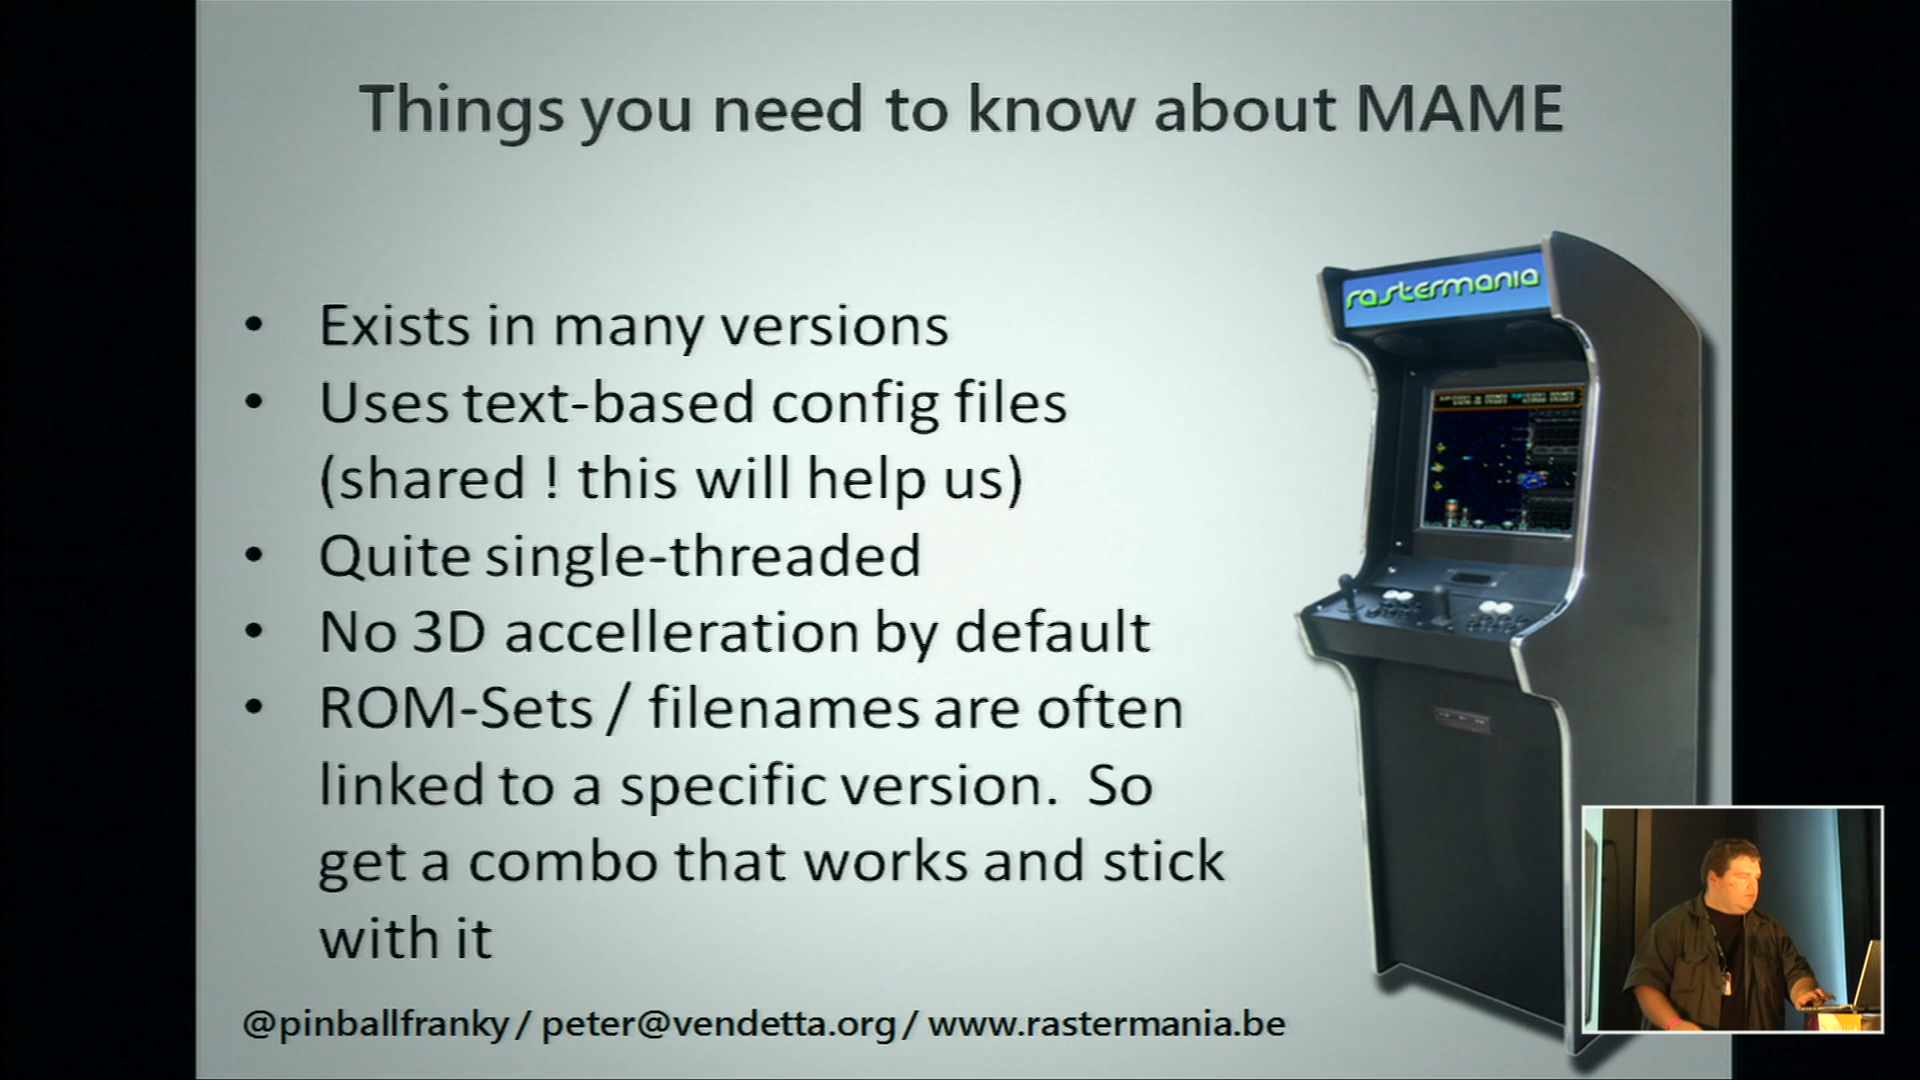 Things you need to know about MAME
rastermania
• Exists in many versions
• Uses text-based config files
(shared ! this will help us)
• Quite single-threaded
• No 3D accelleration by default
• ROM-Sets / filenames are often
linked to a specific version.  So
get a combo that works and stick
with it
@pinballfranky / peter@vendetta.org / www.rastermania.be